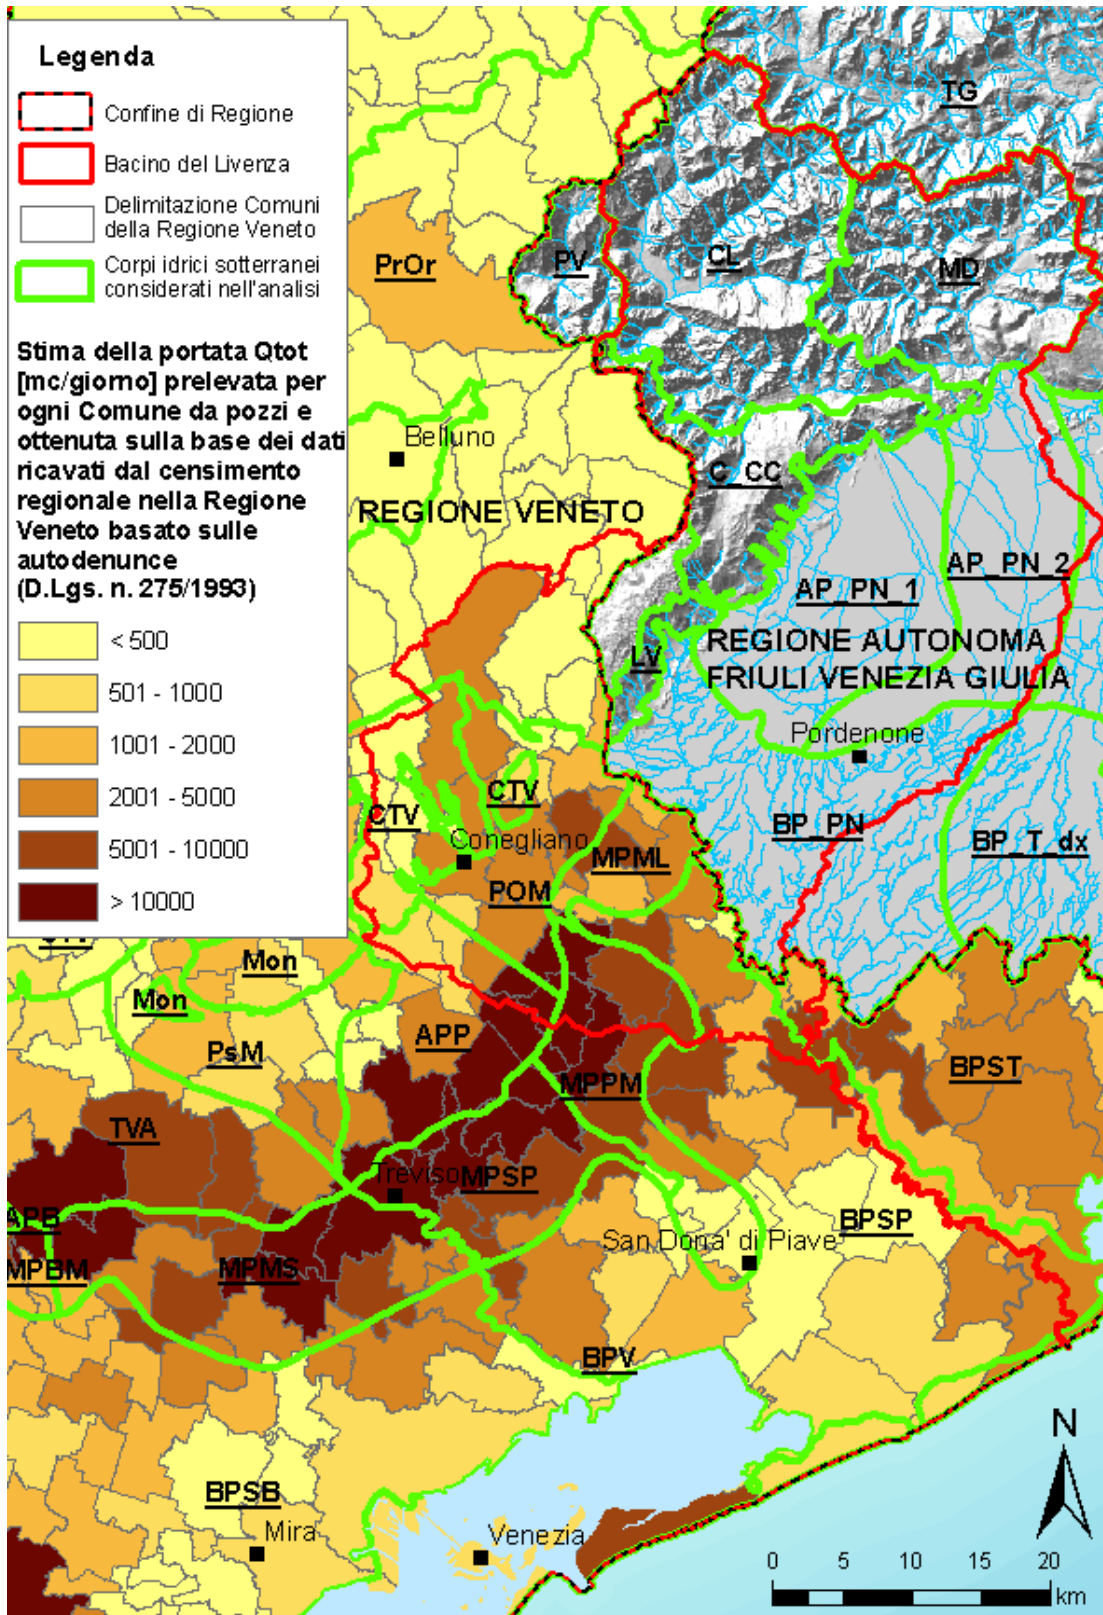 Legenda
Confine di Regione
Bacino del Livenza
Delimitazione Comuni
della Regione Veneto
Corpi idrici sotterranei
considerati nell'analisi
Stima della portata Qtot
[mc/giorno] prelevata per
ogni Comune da pozzi e
ottenuta sulla base dei dati
ricavati dal censimento
regionale nella Regione
Veneto basato sulle
autodenunce
(D.Lgs. n. 275/1993)
< 500
501 - 1000
1001 - 2000
2001 - 5000
5001 - 10000
> 10000
TG
PrOr
PV
CL
MD
Belluno
C_CC
REGIONE VENETO
AP_PN_2
AP_PN_1
REGIONE AUTONOMA
FRIULI VENEZIA GIULIA
LV
Pordenone
CTV
CTV
BP_PN
BP_T_dx
Conegliano
MPML
POM
Mon
Mon
PsM
APP
BPST
MPPM
TVA
Treviso
MPSP
APB
BPSP
San Dona' di Piave
MPBM
MPMS
BPV
BPSB
Mira
Venezia
N
0 5 10 15 20
km